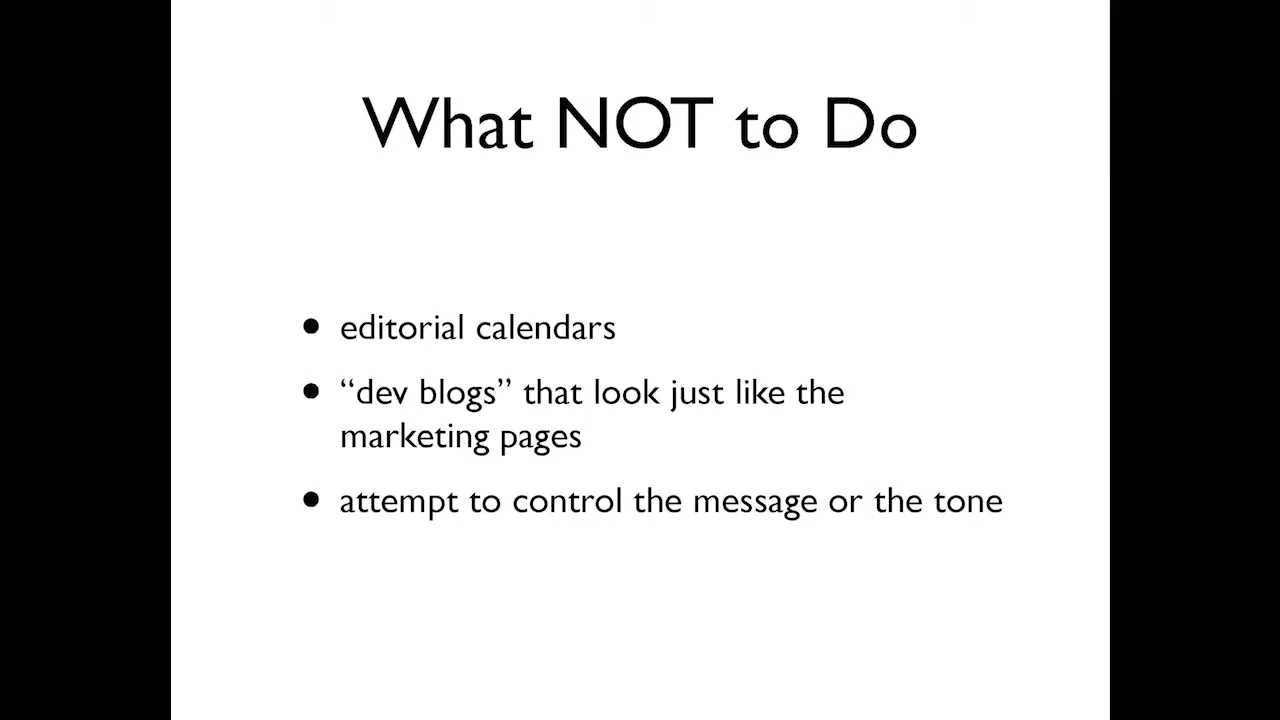 What NOT to Do
• editorial calendars
• “dev blogs” that look just like the
marketing pages
• attempt to control the message or the tone